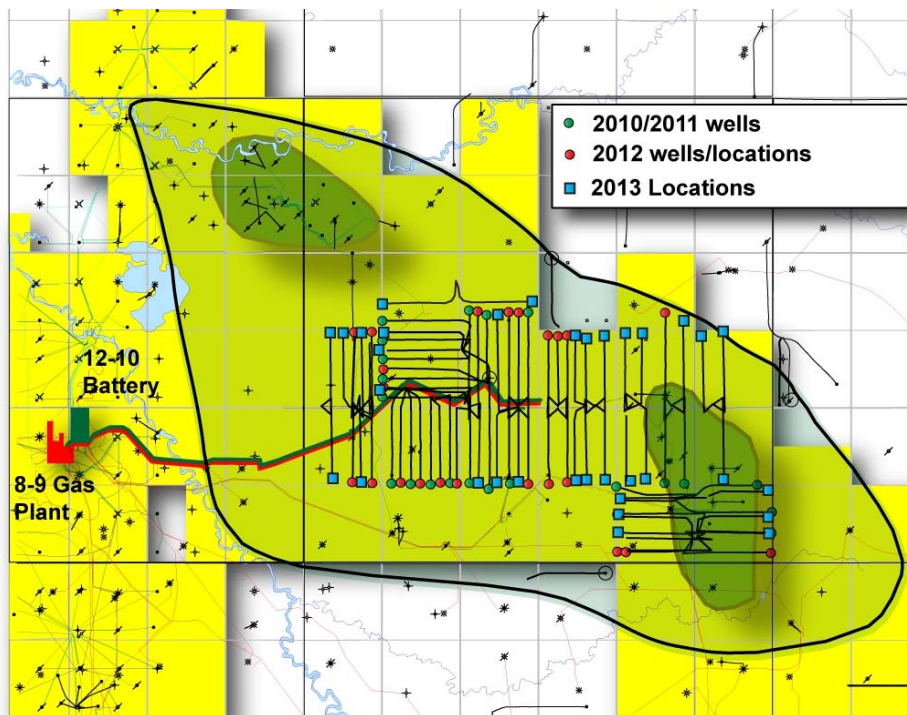 2010/2011 wells
2012 wells/locations
2013 Locations
12-10
Battery
8-9 Gas
Plant